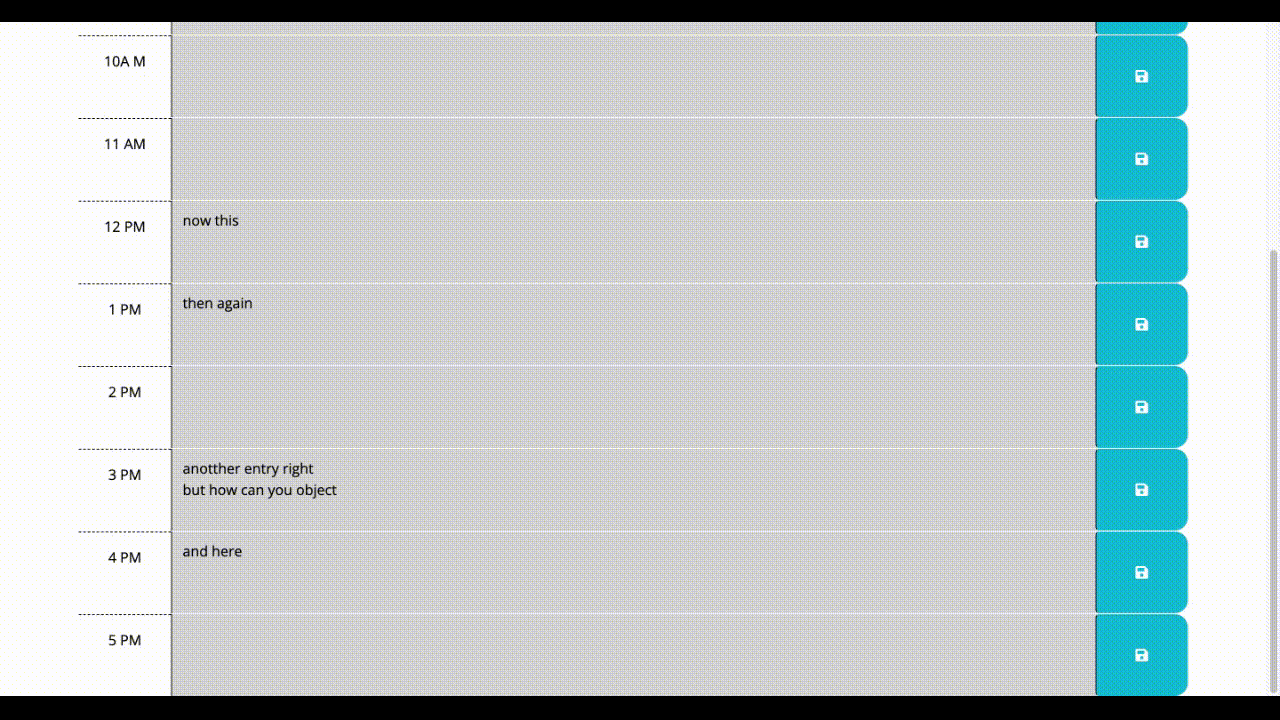 10A M
11 AM
12 PM
now this
1 PM
then again
2 PM
3 PM
anotther entry right
but how can you object
4 PM
and here
5 PM